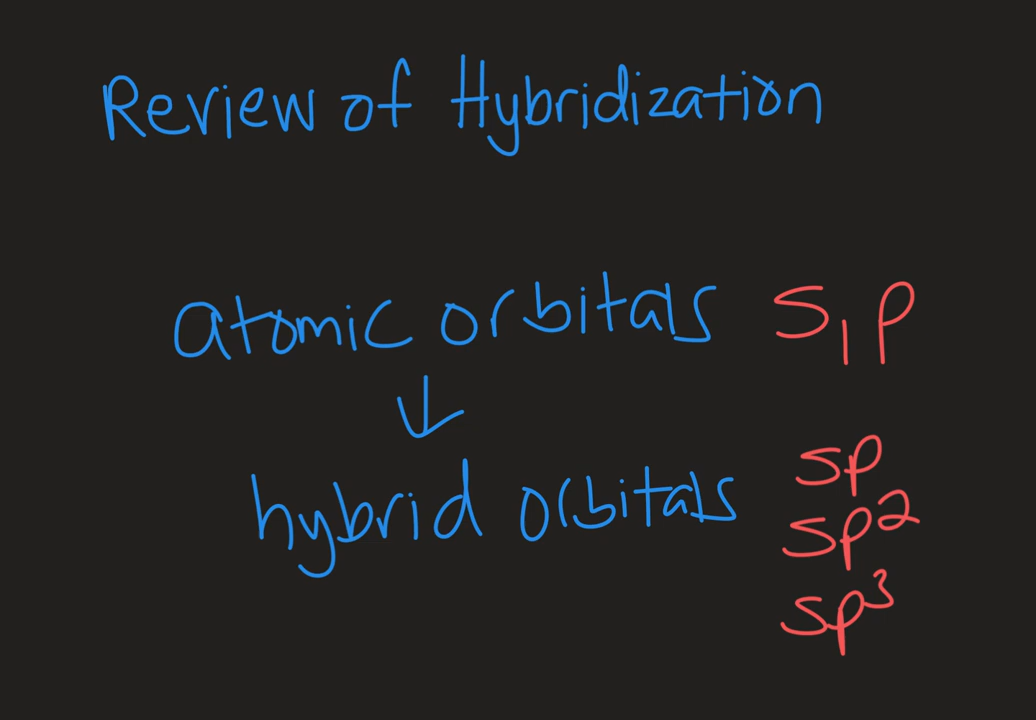 Review of Hybridization
atomic orbitals s, p
↓
hybrid orbitals sp
sp²
sp³